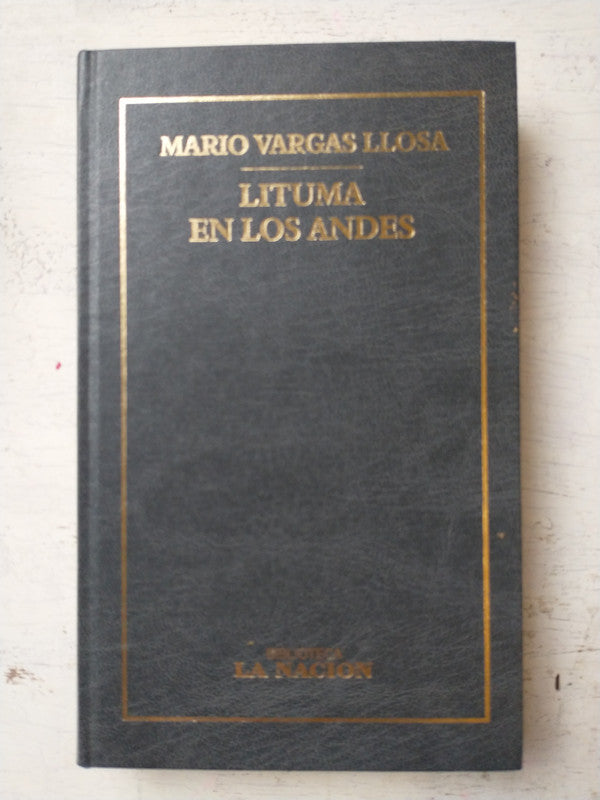 MARIO VARGAS LLOSA
LITUMA
EN LOS ANDES
BIBLIOTECA
LA NACION